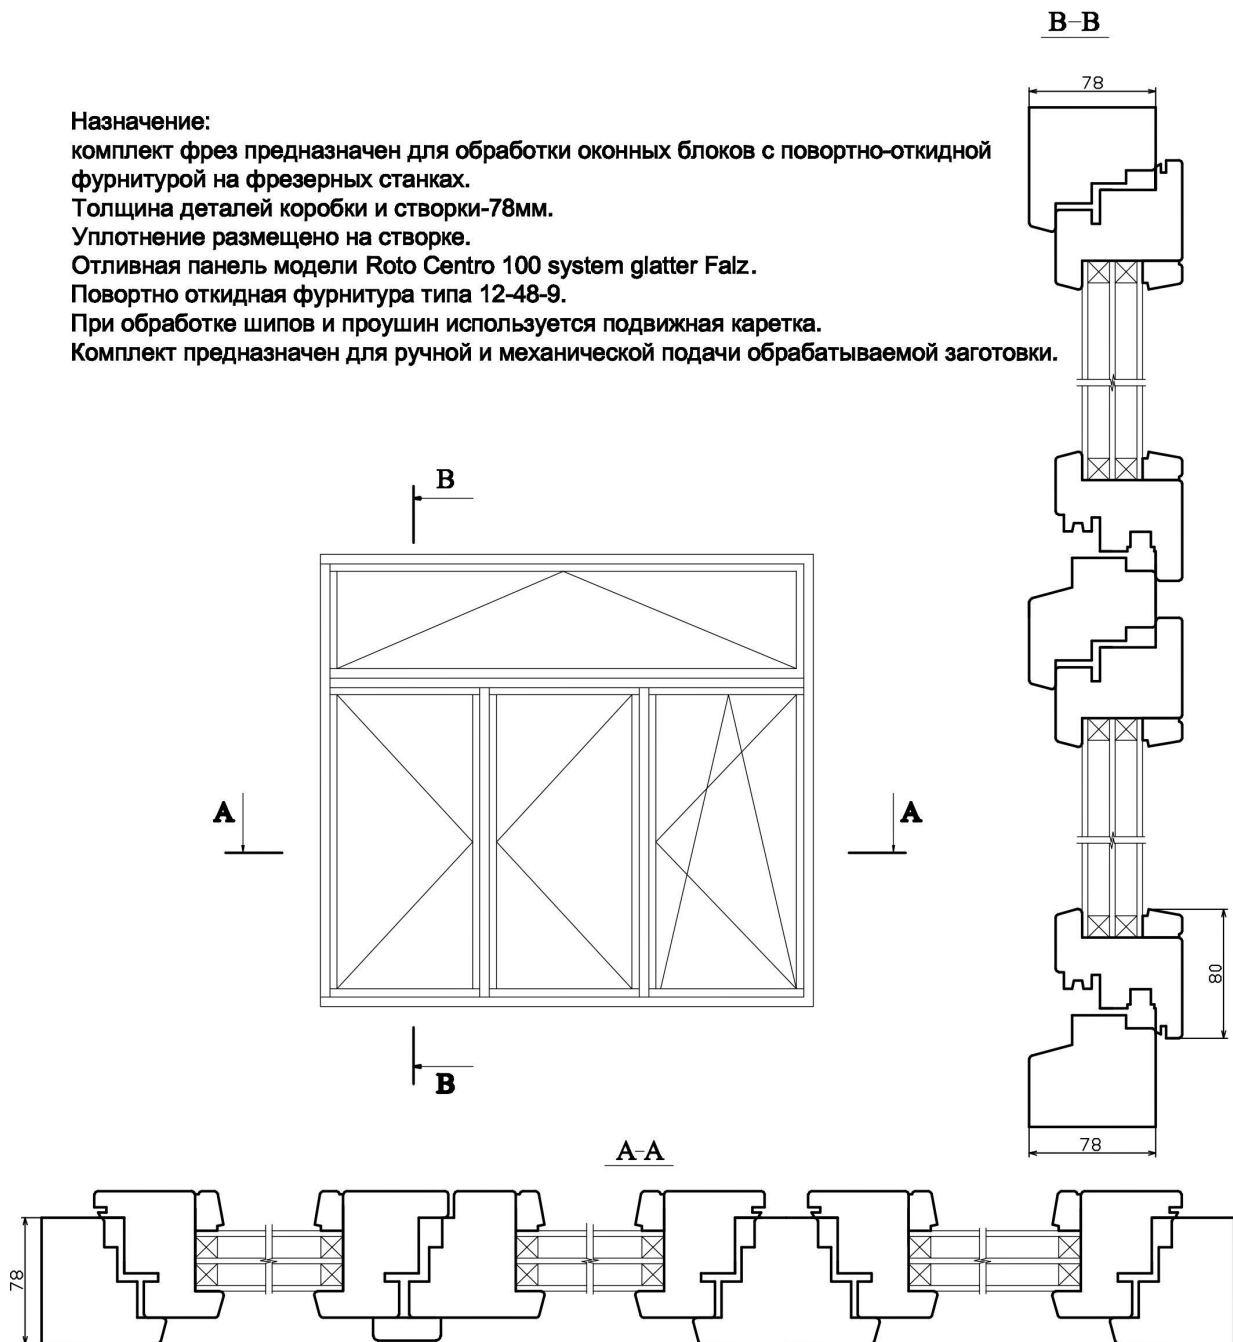 В-В
78
Назначение:
комплект фрез предназначен для обработки оконных блоков с повортно-откидной
фурнитурой на фрезерных станках.
Толщина деталей коробки и створки-78мм.
Уплотнение размещено на створке.
Отливная панель модели Roto Centro 100 system glatter Falz.
Повортно откидная фурнитура типа 12-48-9.
При обработке шипов и проушин используется подвижная каретка.
Комплект предназначен для ручной и механической подачи обрабатываемой заготовки.
В
А
А
80
В
78
А-А
78